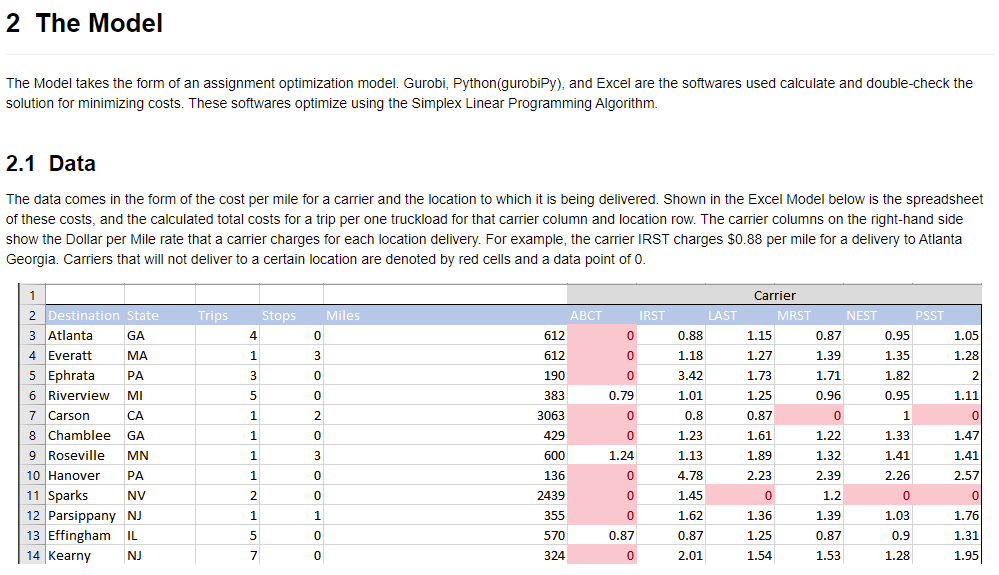 2 The Model
The Model takes the form of an assignment optimization model. Gurobi, Python(gurobiPy), and Excel are the softwares used calculate and double-check the
solution for minimizing costs. These softwares optimize using the Simplex Linear Programming Algorithm.
2.1 Data
The data comes in the form of the cost per mile for a carrier and the location to which it is being delivered. Shown in the Excel Model below is the spreadsheet
of these costs, and the calculated total costs for a trip per one truckload for that carrier column and location row. The carrier columns on the right-hand side
show the Dollar per Mile rate that a carrier charges for each location delivery. For example, the carrier IRST charges $0.88 per mile for a delivery to Atlanta
Georgia. Carriers that will not deliver to a certain location are denoted by red cells and a data point of 0.
1 Carrier
2 Destination State Trips Stops Miles ABCT IRST LAST MRST NEST PSST
3 Atlanta GA 4 0 612 0 0.88 1.15 0.87 0.95 1.05
4 Everatt MA 1 3 612 0 1.18 1.27 1.39 1.35 1.28
5 Ephrata PA 3 0 190 0 3.42 1.73 1.71 1.82 2
6 Riverview MI 5 0 383 0.79 1.01 1.25 0.96 0.95 1.11
7 Carson CA 1 2 3063 0 0.8 0.87 0 1 0
8 Chamblee GA 1 0 429 0 1.23 1.61 1.22 1.33 1.47
9 Roseville MN 1 3 600 1.24 1.13 1.89 1.32 1.41 1.41
10 Hanover PA 1 0 136 0 4.78 2.23 2.39 2.26 2.57
11 Sparks NV 2 0 2439 0 1.45 0 1.2 0 0
12 Parsippany NJ 1 1 355 0 1.62 1.36 1.39 1.03 1.76
13 Effingham IL 5 0 570 0.87 0.87 1.25 0.87 0.9 1.31
14 Kearny NJ 7 0 324 0 2.01 1.54 1.53 1.28 1.95